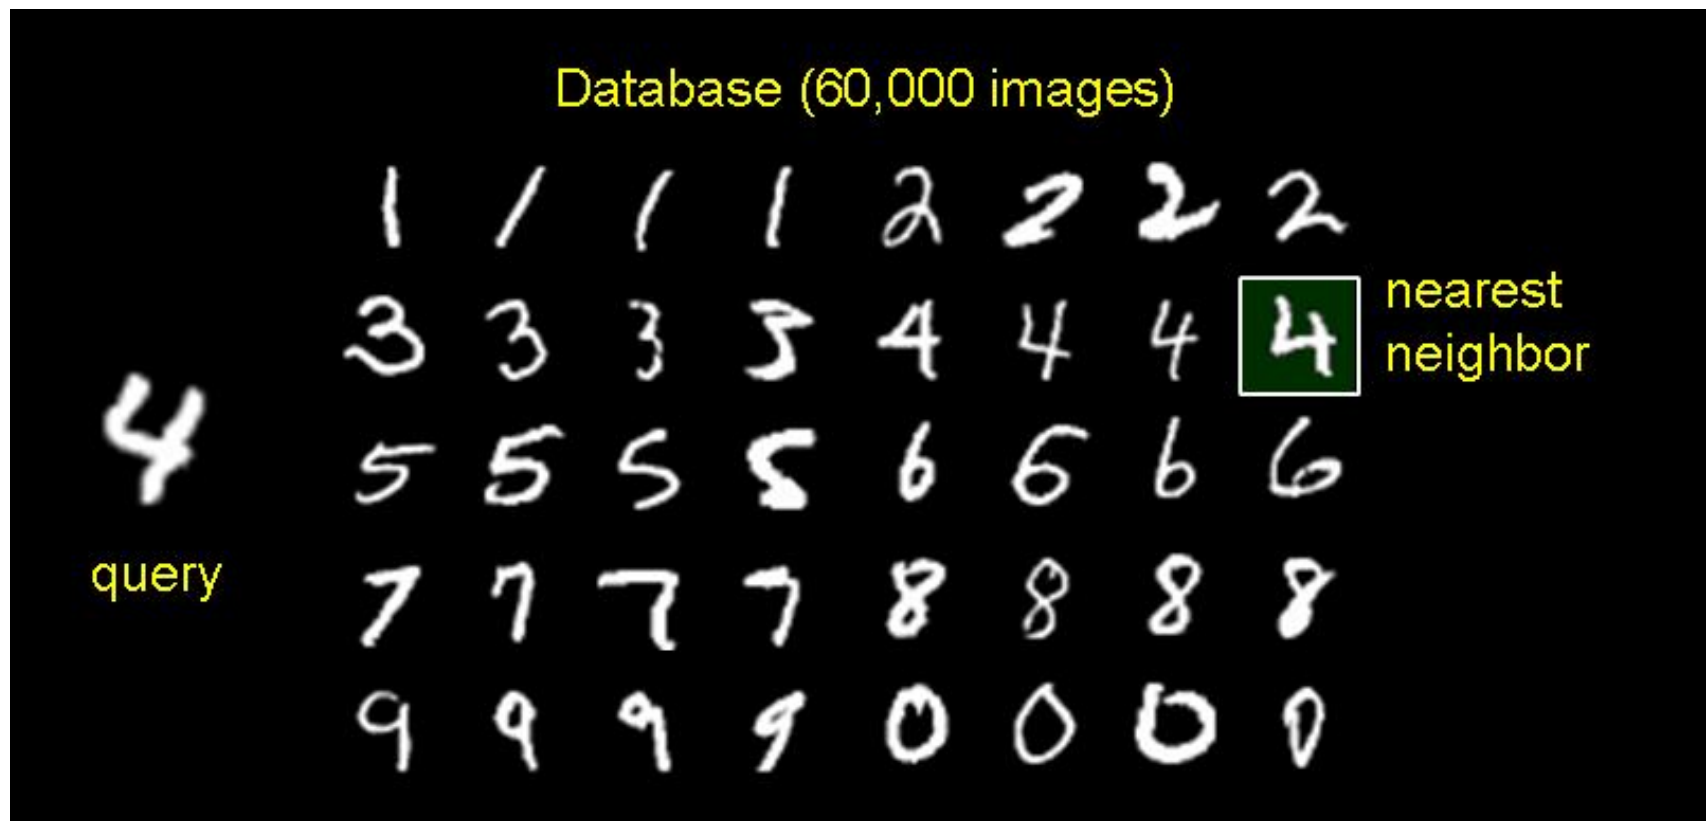 Database (60,000 images)
1 1 1 1 2 2 2 2
3 3 3 3 4 4 4 4
nearest
neighbor
4
5 5 5 5 6 6 6 6
query
7 7 7 7 8 8 8 8
9 9 9 9 0 0 0 0